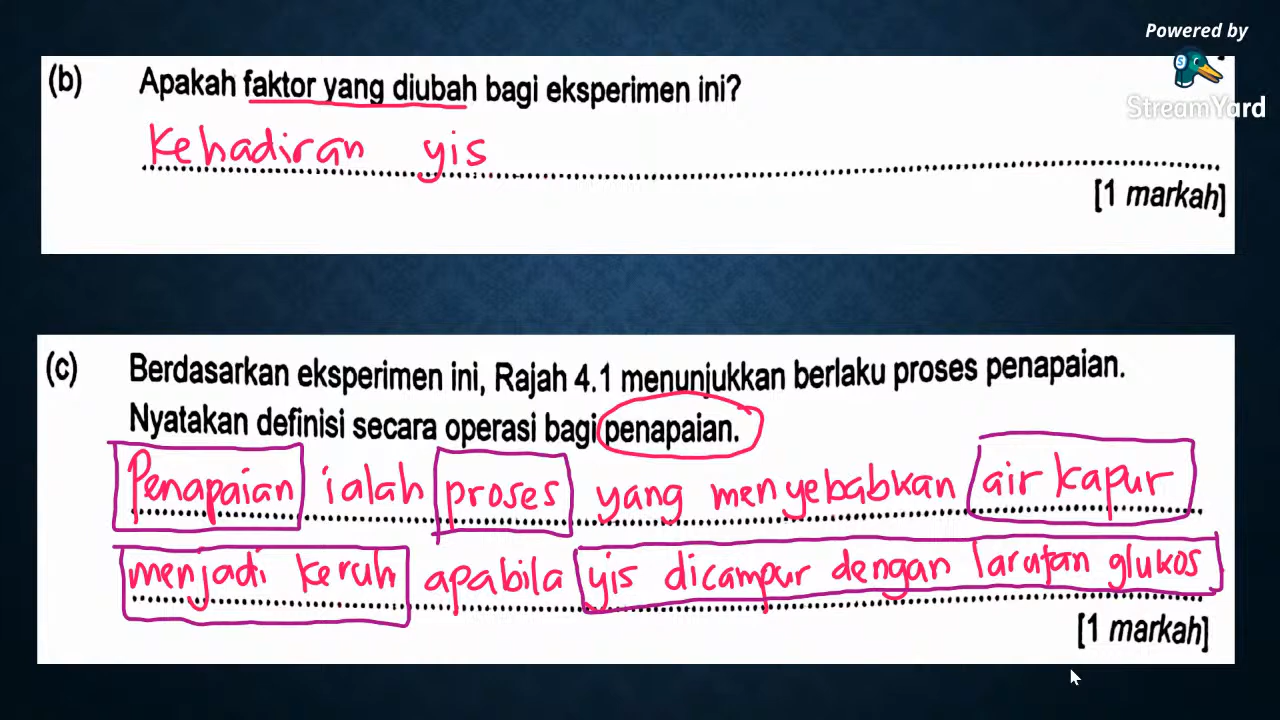 Powered by
StreamYard
(b) Apakah faktor yang diubah bagi eksperimen ini?
Kehadiran yis
[1 markah]
(c) Berdasarkan eksperimen ini, Rajah 4.1 menunjukkan berlaku proses penapaian.
Nyatakan definisi secara operasi bagi penapaian.
Penapaian ialah proses yang menyebabkan air kapur
menjadi keruh apabila yis dicampur dengan larutan glukos
[1 markah]